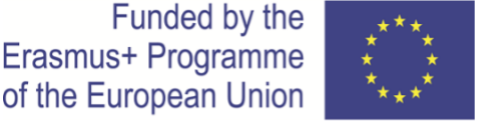 Funded by the
Erasmus+ Programme
of the European Union